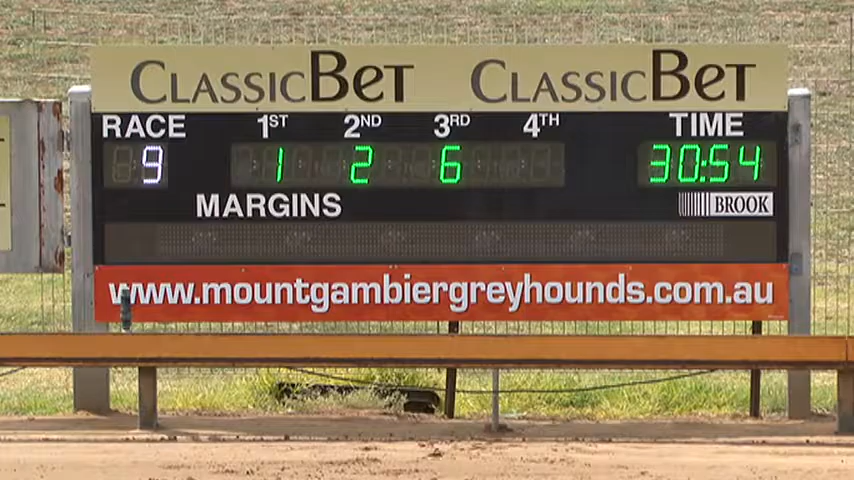 CLASSICBET CLASSICBET
RACE 1ST 2ND 3RD 4TH TIME
9 1 2 6 30:54
MARGINS BROOK
www.mountgambiergreyhounds.com.au